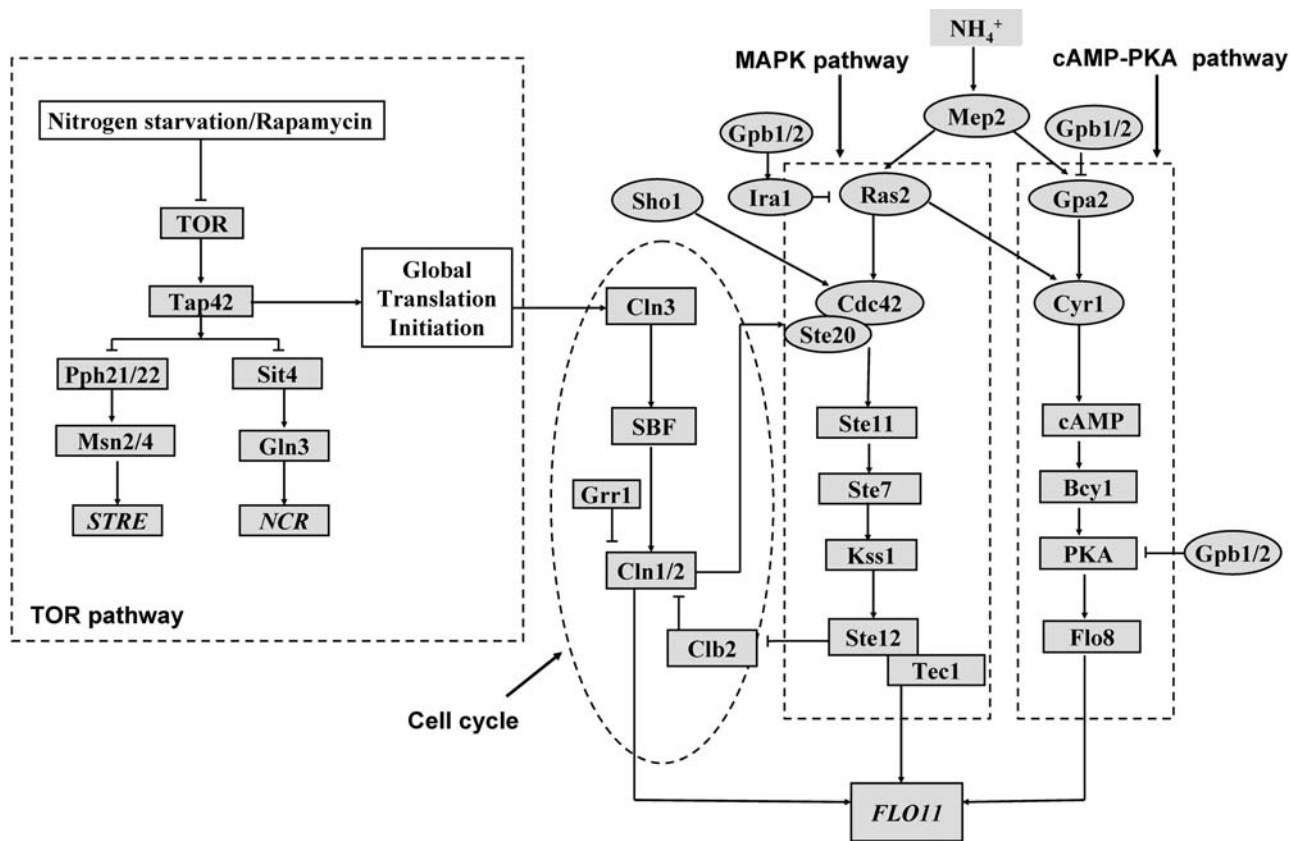 NH₄⁺
MAPK pathway
cAMP-PKA pathway
Nitrogen starvation/Rapamycin
Mep2
Gpb1/2
Gpb1/2
Ira1
Ras2
Gpa2
Sho1
TOR
Global
Translation
Initiation
Tap42
Cln3
Cdc42
Ste20
Cyr1
Pph21/22
Sit4
Msn2/4
Gln3
SBF
Ste11
cAMP
STRE
NCR
Grr1
Ste7
Bcy1
Cln1/2
Kss1
PKA
Gpb1/2
TOR pathway
Clb2
Ste12
Tec1
Flo8
Cell cycle
FLO11